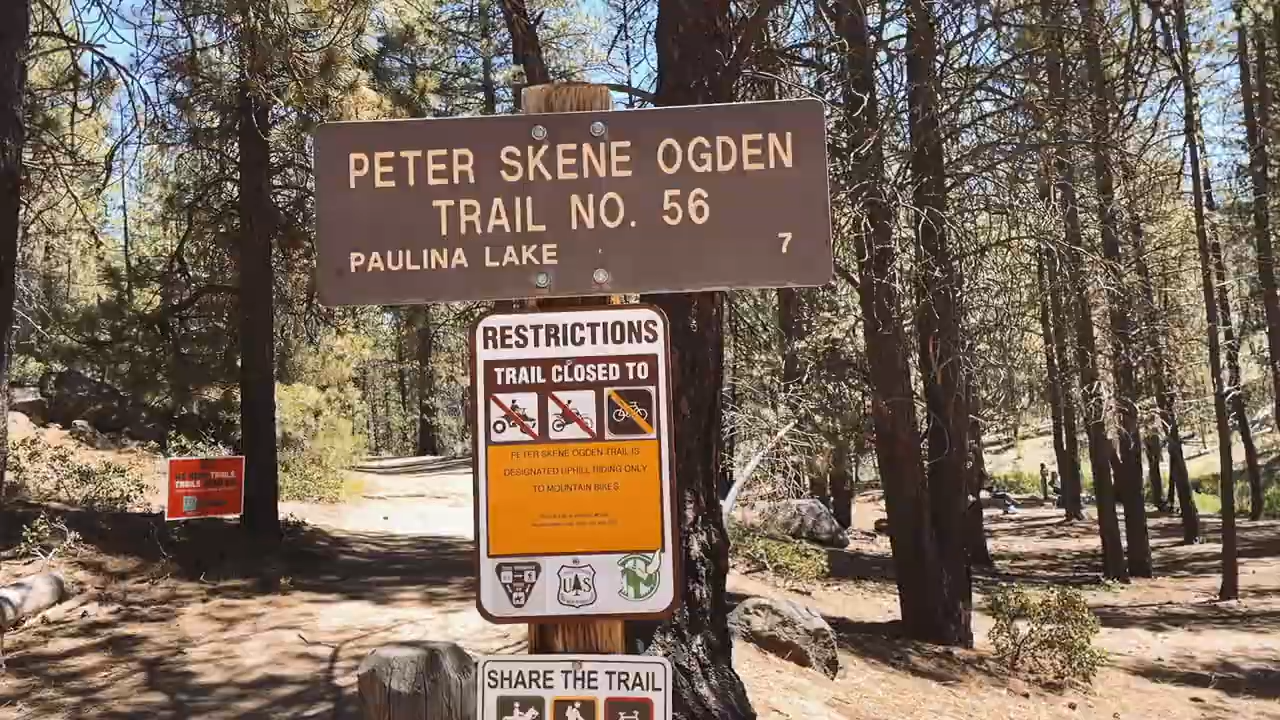 PETER SKENE OGDEN
TRAIL NO. 56
PAULINA LAKE 7
RESTRICTIONS
TRAIL CLOSED TO
PETER SKENE OGDEN TRAIL IS
DESIGNATED UPHILL RIDING ONLY
TO MOUNTAIN BIKES
UAS
SHARE THE TRAIL